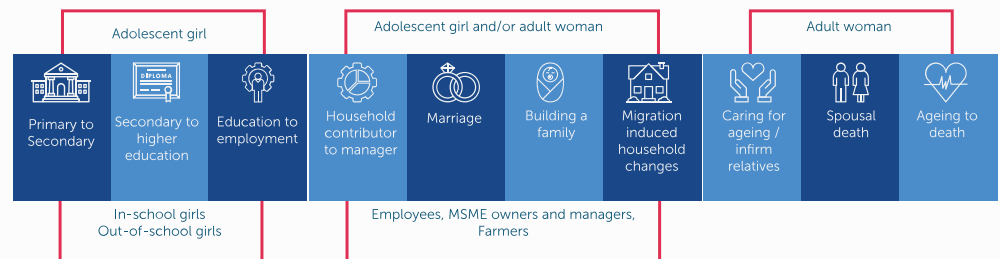 Adolescent girl
Adolescent girl and/or adult woman
Adult woman
DIPLOMA
Primary to
Secondary
Secondary to
higher
education
Education to
employment
Household
contributor
to manager
Marriage
Building a
family
Migration
induced
household
changes
Caring for
ageing /
infirm
relatives
Spousal
death
Ageing to
death
In-school girls
Out-of-school girls
Employees, MSME owners and managers,
Farmers